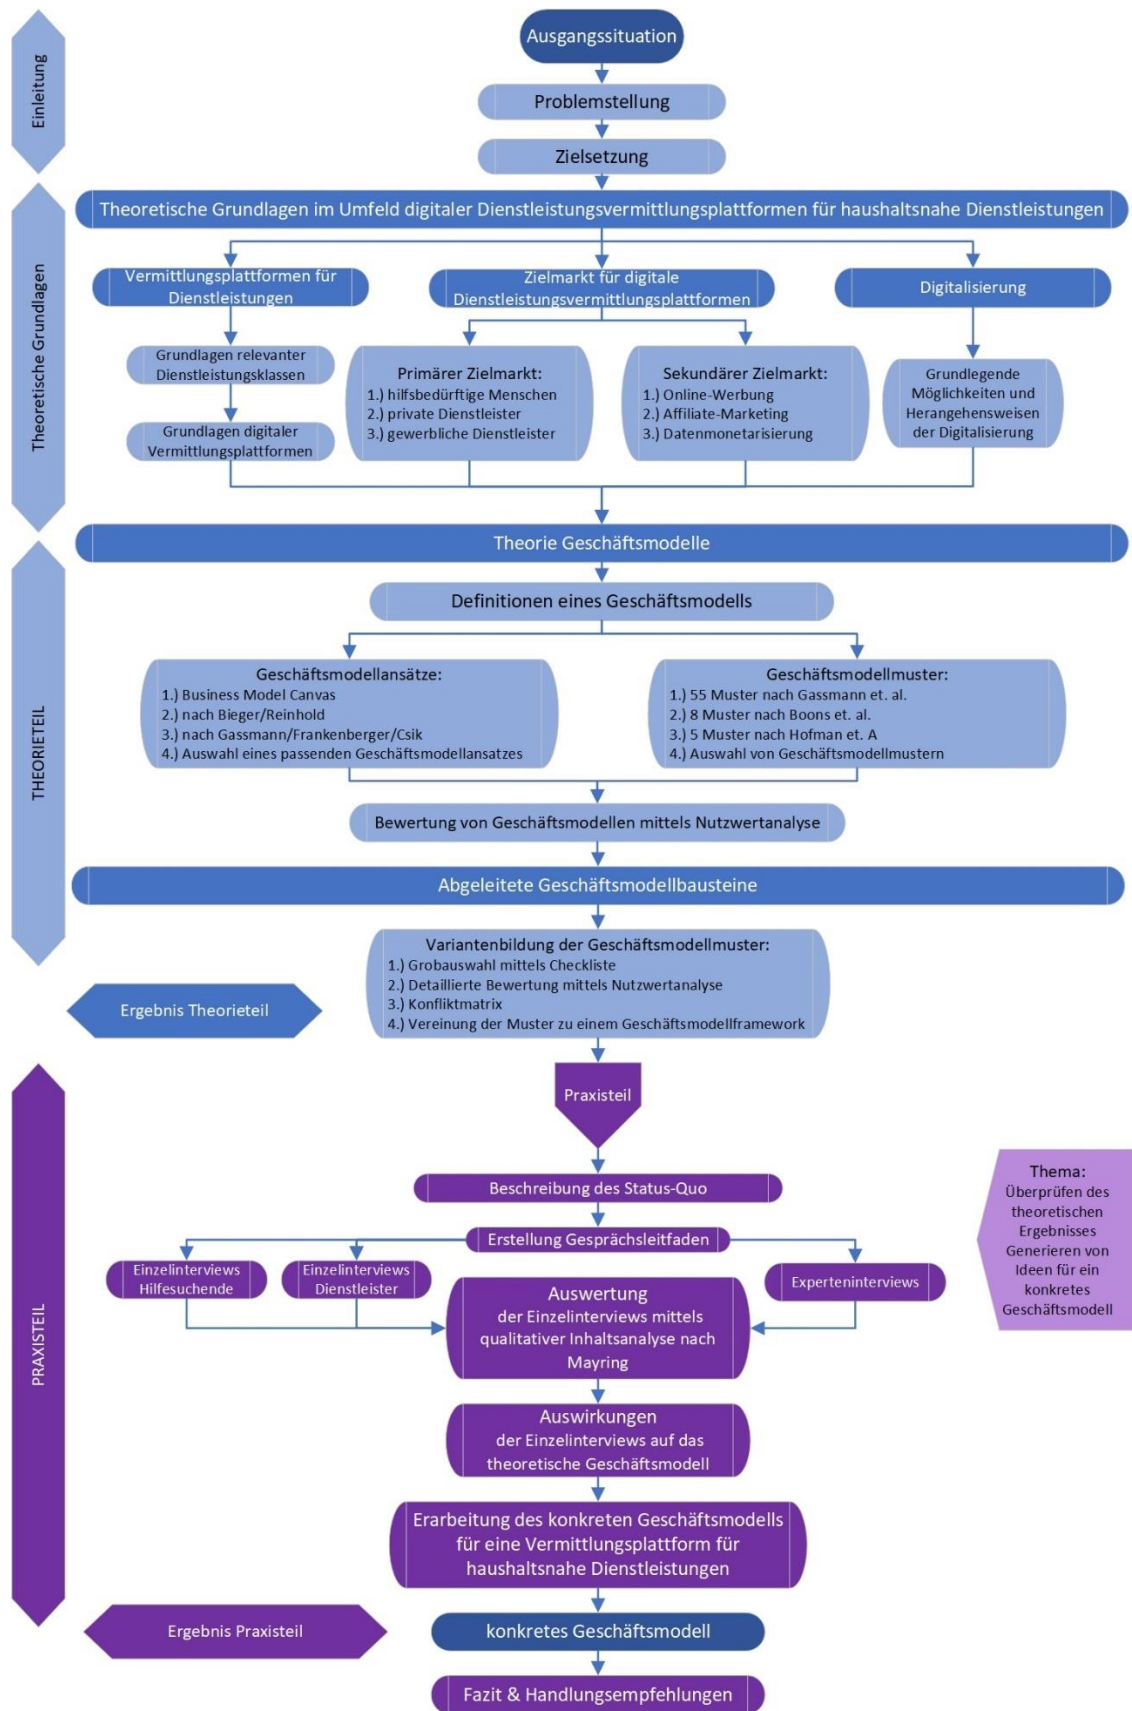 Einleitung
Ausgangssituation
Problemstellung
Zielsetzung
Theoretische Grundlagen
Theoretische Grundlagen im Umfeld digitaler Dienstleistungsvermittlungsplattformen für haushaltsnahe Dienstleistungen
Vermittlungsplattformen für
Dienstleistungen
Zielmarkt für digitale
Dienstleistungsvermittlungsplattformen
Digitalisierung
Grundlagen relevanter
Dienstleistungsklassen
Grundlagen digitaler
Vermittlungsplattformen
Primärer Zielmarkt:
1.) hilfsbedürftige Menschen
2.) private Dienstleister
3.) gewerbliche Dienstleister
Sekundärer Zielmarkt:
1.) Online-Werbung
2.) Affiliate-Marketing
3.) Datenmonetarisierung
Grundlegende
Möglichkeiten und
Herangehensweisen
der Digitalisierung
THEORIETEIL
Theorie Geschäftsmodelle
Definitionen eines Geschäftsmodells
Geschäftsmodellansätze:
1.) Business Model Canvas
2.) nach Bieger/Reinhold
3.) nach Gassmann/Frankenberger/Csik
4.) Auswahl eines passenden Geschäftsmodellansatzes
Geschäftsmodellmuster:
1.) 55 Muster nach Gassmann et. al.
2.) 8 Muster nach Boons et. al.
3.) 5 Muster nach Hofman et. A
4.) Auswahl von Geschäftsmodellmustern
Bewertung von Geschäftsmodellen mittels Nutzwertanalyse
Abgeleitete Geschäftsmodellbausteine
Variantenbildung der Geschäftsmodellmuster:
1.) Grobauswahl mittels Checkliste
2.) Detaillierte Bewertung mittels Nutzwertanalyse
3.) Konfliktmatrix
4.) Vereinung der Muster zu einem Geschäftsmodellframework
Ergebnis Theorieteil
PRAXISTEIL
Praxisteil
Beschreibung des Status-Quo
Erstellung Gesprächsleitfaden
Einzelinterviews
Hilfesuchende
Einzelinterviews
Dienstleister
Experteninterviews
Thema:
Überprüfen des
theoretischen
Ergebnisses
Generieren von
Ideen für ein
konkretes
Geschäftsmodell
Auswertung
der Einzelinterviews mittels
qualitativer Inhaltsanalyse nach
Mayring
Auswirkungen
der Einzelinterviews auf das
theoretische Geschäftsmodell
Erarbeitung des konkreten Geschäftsmodells
für eine Vermittlungsplattform für
haushaltsnahe Dienstleistungen
Ergebnis Praxisteil
konkretes Geschäftsmodell
Fazit & Handlungsempfehlungen